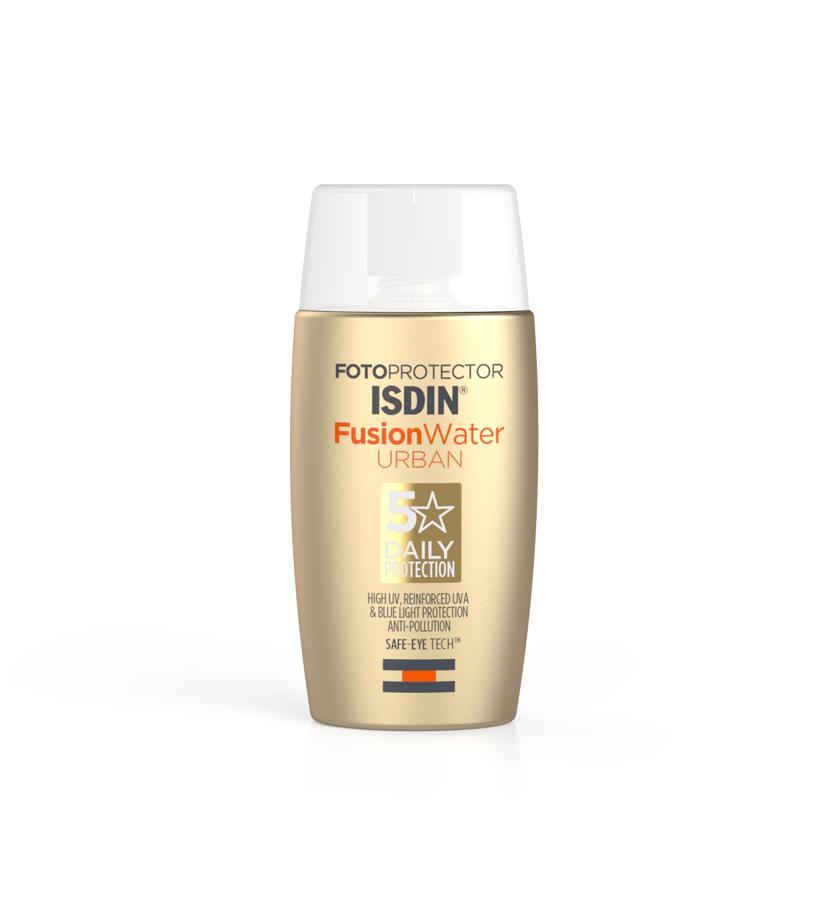 FOTOPROTECTOR
ISDIN®
FusionWater
URBAN
5☆
DAILY
PROTECTION
HIGH UV, REINFORCED UVA
& BLUE LIGHT PROTECTION
ANTI-POLLUTION
SAFE-EYE TECH™